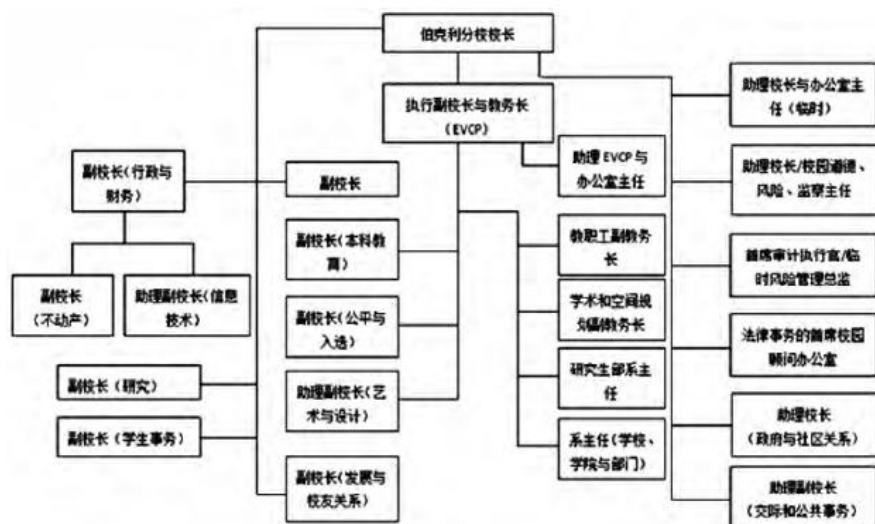 伯克利分校校长
执行副校长与教务长
(EVCP)
助理 EVCP 与
办公室主任
副校长(行政与
财务)
副校长
(不动产)
助理副校长(信息
技术)
副校长(研究)
副校长(学生事务)
副校长
副校长(本科教
育)
副校长(公平与
入选)
助理副校长(艺
术与设计)
副校长(发展与
校友关系)
教职工副教务
长
学术和空间规
划副教务长
研究生部系主
任
系主任(学校、
学院与部门)
助理校长与办公室主
任(临时)
助理校长/校园道德、
风险、监察主任
首席审计执行官/临
时风险管理总监
法律事务的首席校园
顾问办公室
助理校长
(政府与社区关系)
助理副校长
(交际和公共事务)